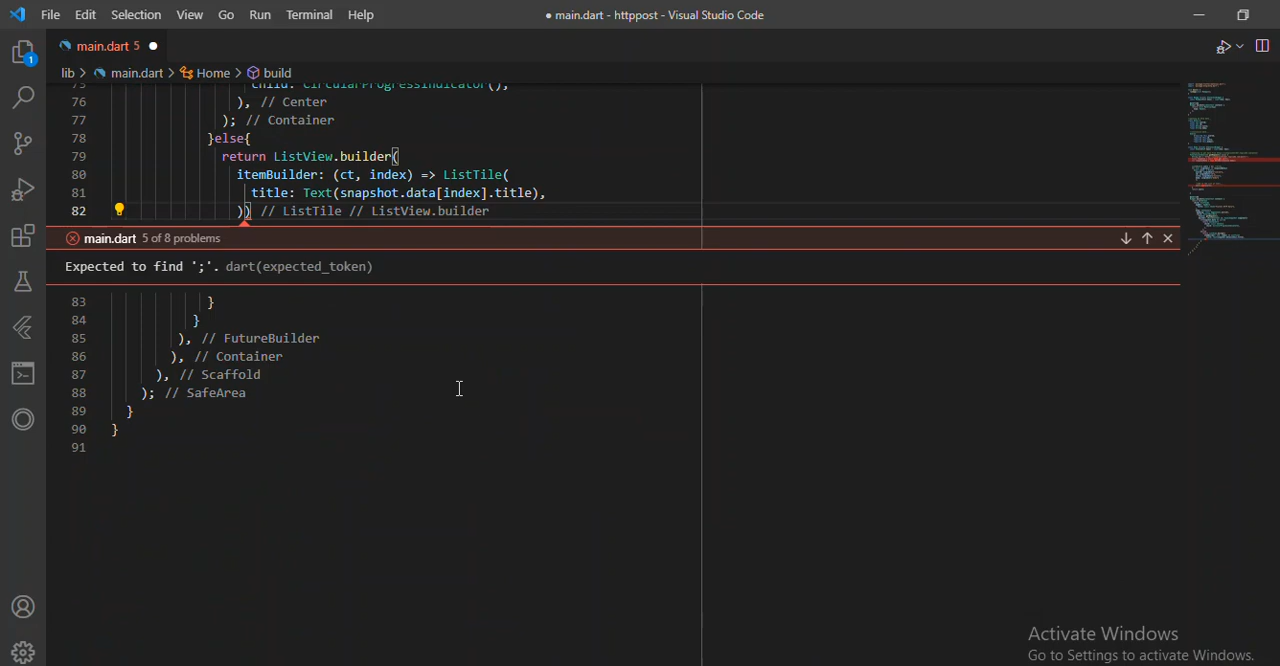 File Edit Selection View Go Run Terminal Help
● main.dart - httppost - Visual Studio Code
main.dart 5 ●
lib > main.dart > Home > build
75 child: CircularProgressIndicator(),
76 ), // Center
77 ); // Container
78 }else{
79 return ListView.builder(
80 itemBuilder: (ct, index) => ListTile(
81 title: Text(snapshot.data[index].title),
82 )) // ListTile // ListView.builder
main.dart 5 of 8 problems
Expected to find ';'. dart(expected_token)
83 }
84 }
85 ), // FutureBuilder
86 ), // Container
87 ), // Scaffold
88 ); // SafeArea
89 }
90 }
91
1
Activate Windows
Go to Settings to activate Windows.